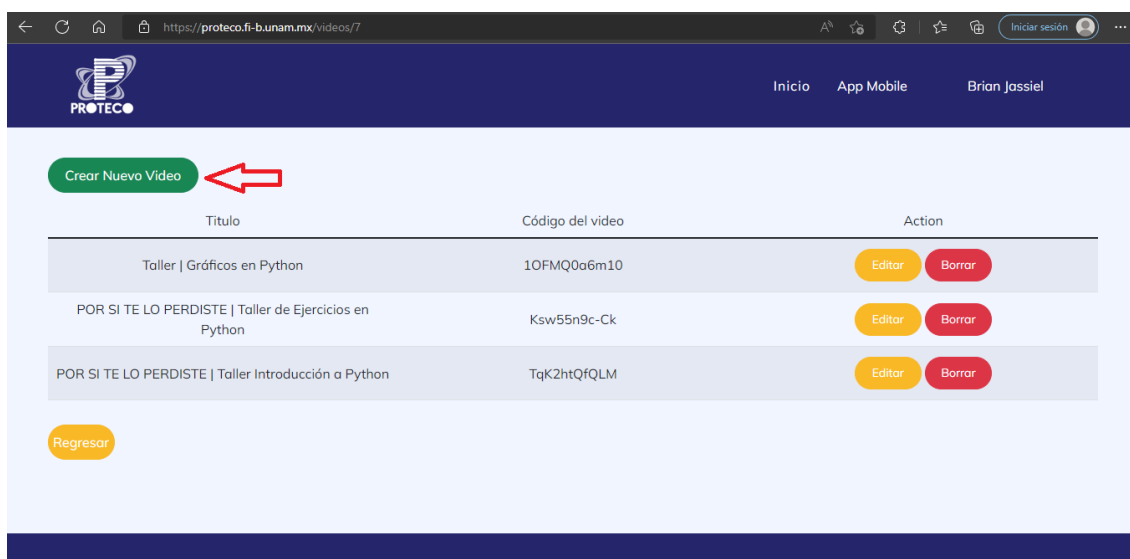 https://proteco.fi-b.unam.mx/videos/7
Iniciar sesión
PROTECO
Inicio App Mobile Brian Jassiel
Crear Nuevo Video
Titulo Código del video Action
Taller | Gráficos en Python 1OFMQ0a6m10 Editar Borrar
POR SI TE LO PERDISTE | Taller de Ejercicios en
Python Ksw55n9c-Ck Editar Borrar
POR SI TE LO PERDISTE | Taller Introducción a Python TqK2htQfQLM Editar Borrar
Regresar